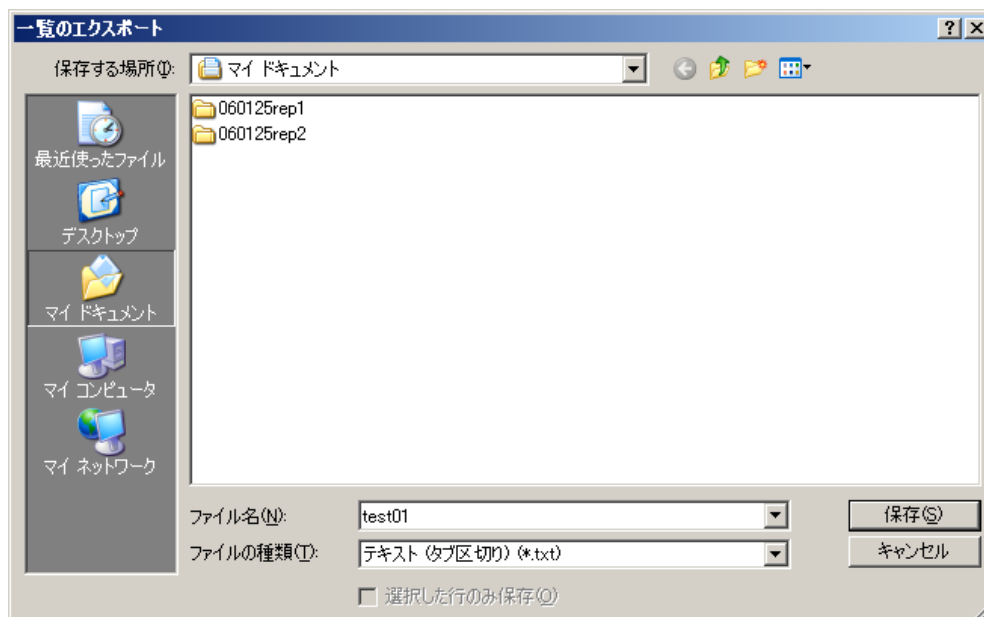 一覧のエクスポート
保存する場所(I): マイ ドキュメント
060125rep1
060125rep2
最近使ったファイル
デスクトップ
マイ ドキュメント
マイ コンピュータ
マイ ネットワーク
ファイル名(N): test01 保存(S)
ファイルの種類(T): テキスト (タブ区切り) (*.txt) キャンセル
選択した行のみ保存(O)